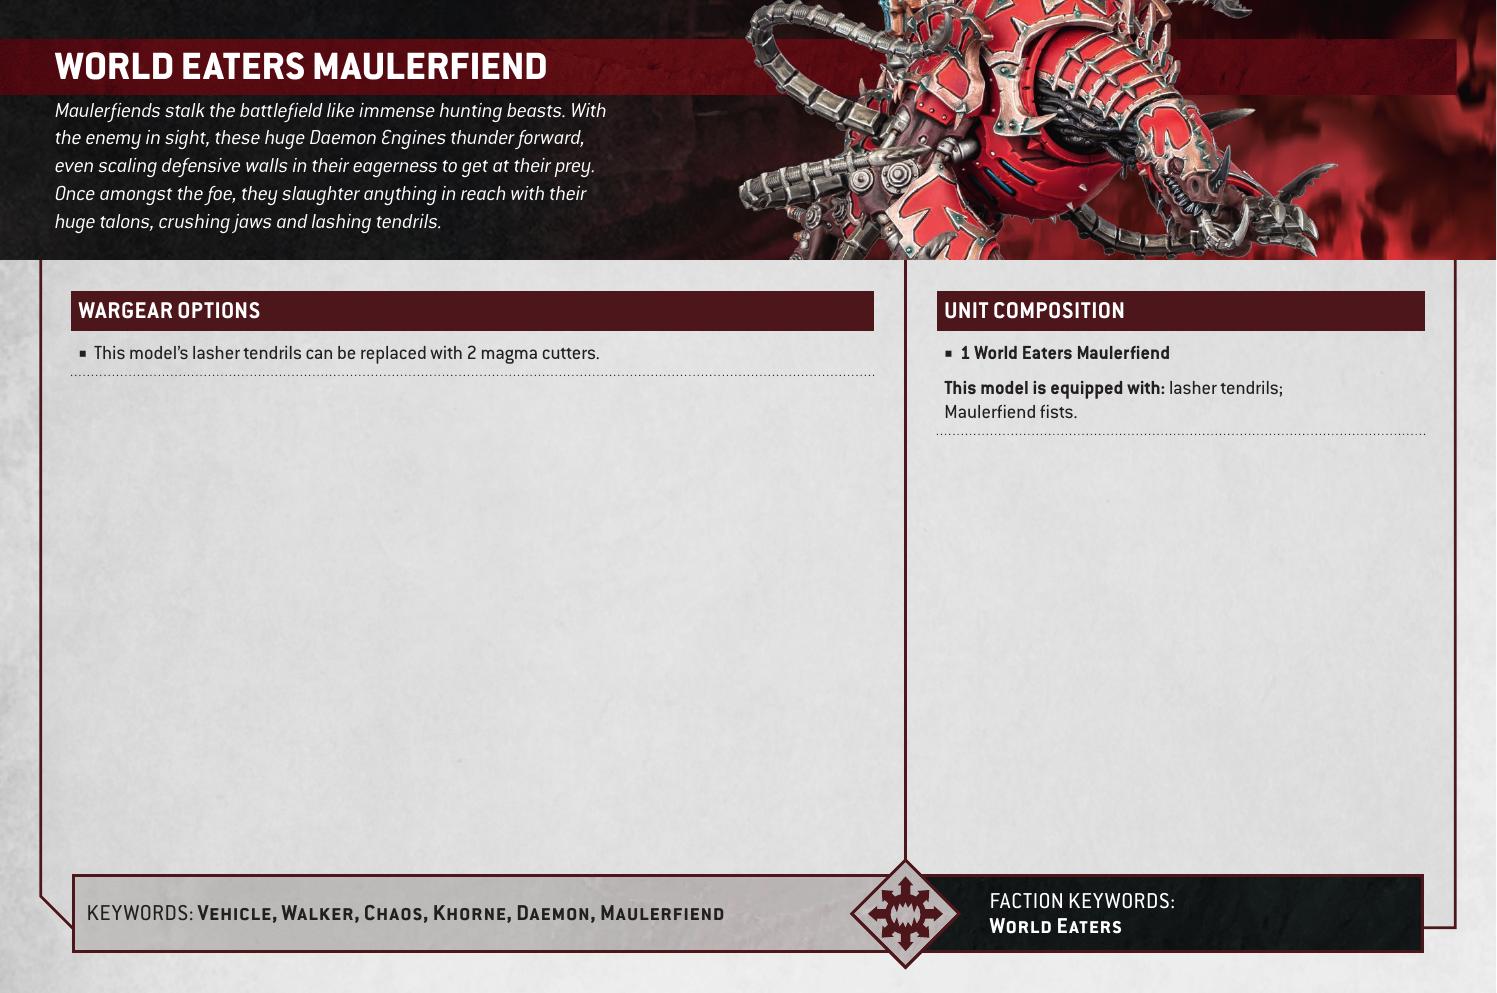 WORLD EATERS MAULERFIEND
Maulerfiends stalk the battlefield like immense hunting beasts. With
the enemy in sight, these huge Daemon Engines thunder forward,
even scaling defensive walls in their eagerness to get at their prey.
Once amongst the foe, they slaughter anything in reach with their
huge talons, crushing jaws and lashing tendrils.
WARGEAR OPTIONS
▪ This model’s lasher tendrils can be replaced with 2 magma cutters.
UNIT COMPOSITION
▪ 1 World Eaters Maulerfiend
This model is equipped with: lasher tendrils;
Maulerfiend fists.
KEYWORDS: Vehicle, Walker, Chaos, Khorne, Daemon, Maulerfiend
FACTION KEYWORDS:
World Eaters